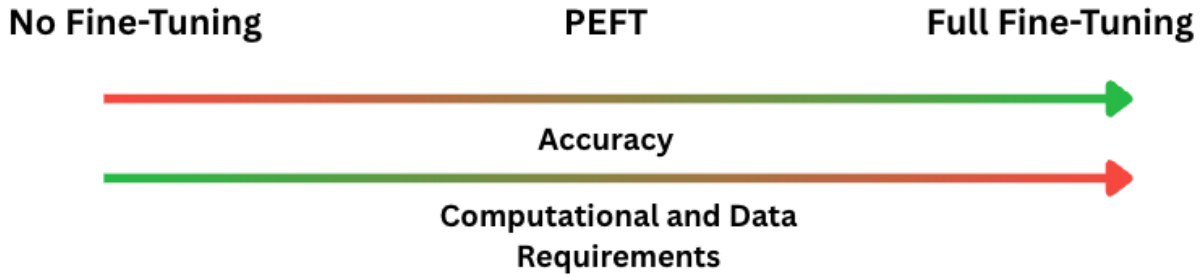 No Fine-Tuning PEFT Full Fine-Tuning
Accuracy
Computational and Data
Requirements